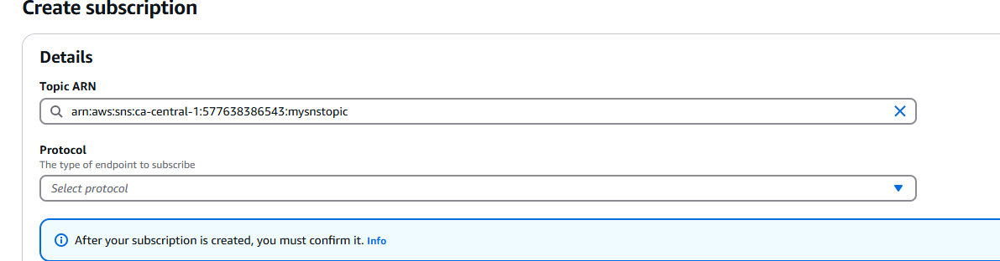 Create subscription
Details
Topic ARN
arn:aws:sns:ca-central-1:577638386543:mysnstopic
Protocol
The type of endpoint to subscribe
Select protocol
After your subscription is created, you must confirm it. Info